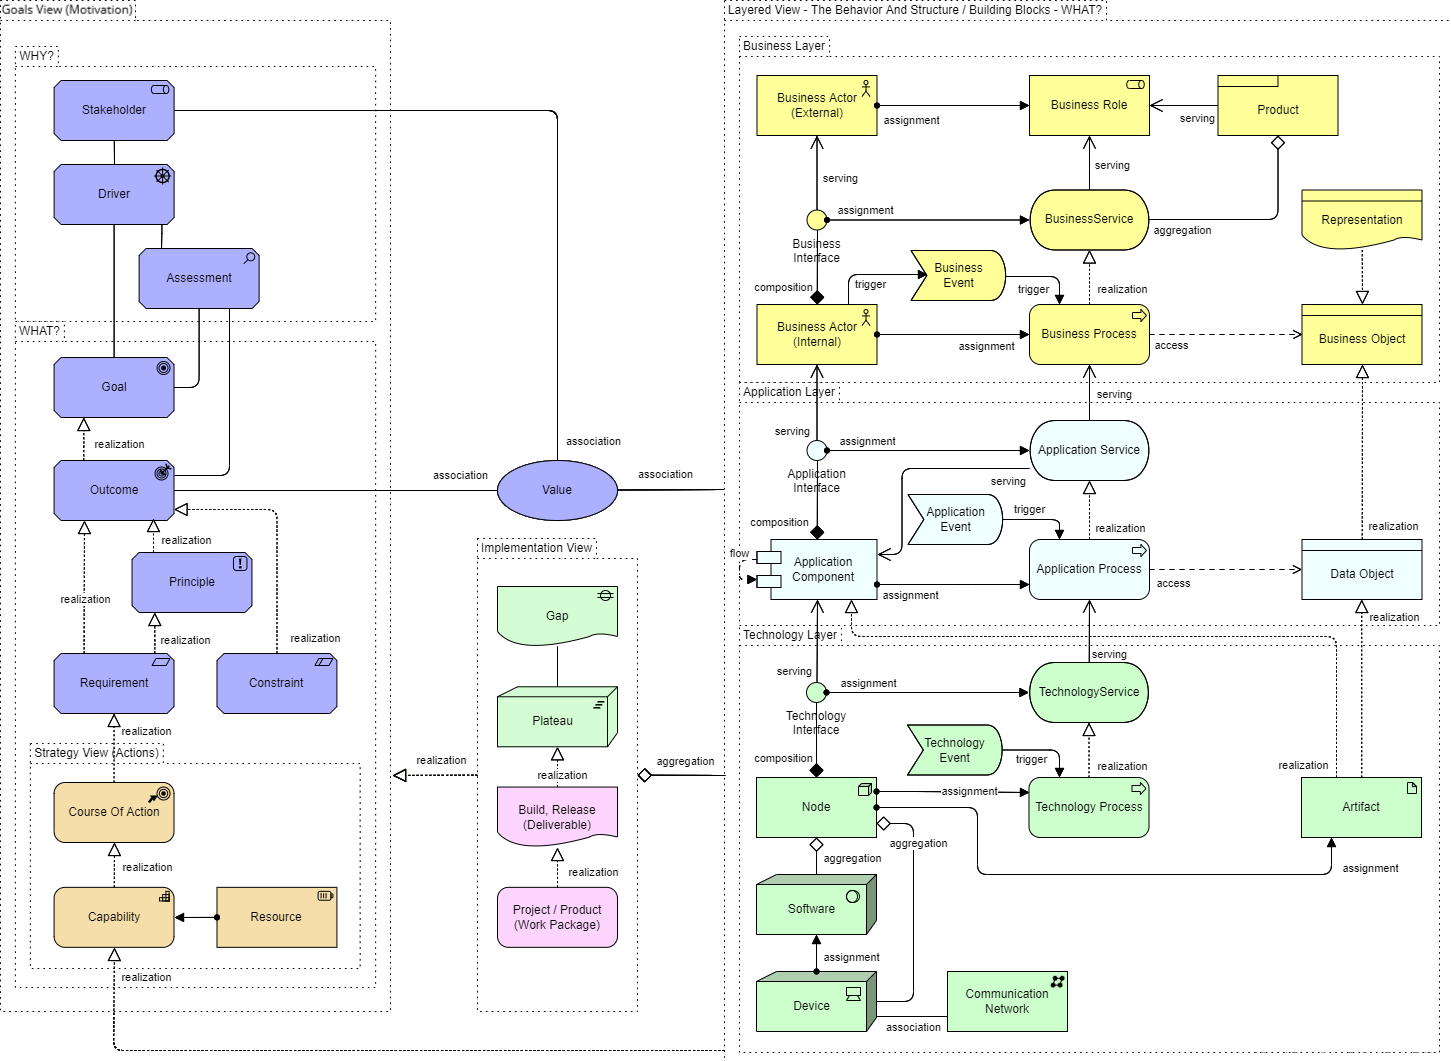 Goals View (Motivation)
WHY?
Stakeholder
Driver
Assessment
WHAT?
Goal
realization
Outcome
realization
Principle
realization
realization
realization
Requirement
Constraint
realization
Strategy View (Actions)
Course Of Action
realization
Capability
Resource
realization
association
association
Value
association
Implementation View
Gap
Plateau
realization
Build, Release
(Deliverable)
realization
Project / Product
(Work Package)
realization
aggregation
Layered View - The Behavior And Structure / Building Blocks - WHAT?
Business Layer
Business Actor
(External)
assignment
Business Role
serving
Product
serving
serving
assignment
BusinessService
aggregation
Representation
Business
Interface
composition
trigger
Business
Event
trigger
realization
Business Actor
(Internal)
assignment
Business Process
access
Business Object
Application Layer
serving
serving
assignment
Application Service
Application
Interface
serving
composition
Application
Event
trigger
realization
realization
flow
Application
Component
assignment
Application Process
access
Data Object
realization
Technology Layer
serving
serving
assignment
TechnologyService
Technology
Interface
composition
Technology
Event
trigger
realization
realization
Node
assignment
Technology Process
Artifact
aggregation
aggregation
assignment
Software
assignment
Device
association
Communication
Network